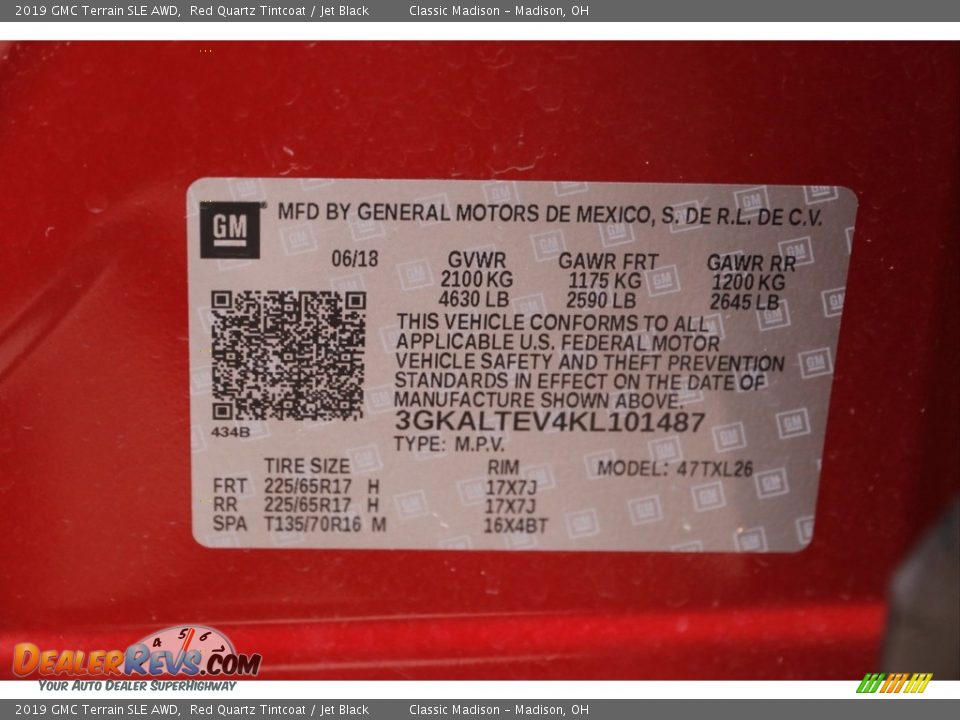 2019 GMC Terrain SLE AWD, Red Quartz Tintcoat / Jet Black Classic Madison – Madison, OH
GM MFD BY GENERAL MOTORS DE MEXICO, S. DE R.L. DE C.V.
06/18 GVWR GAWR FRT GAWR RR
2100 KG 1175 KG 1200 KG
4630 LB 2590 LB 2645 LB
THIS VEHICLE CONFORMS TO ALL
APPLICABLE U.S. FEDERAL MOTOR
VEHICLE SAFETY AND THEFT PREVENTION
STANDARDS IN EFFECT ON THE DATE OF
MANUFACTURE SHOWN ABOVE.
3GKALTEV4KL101487
434B
TYPE: M.P.V.
TIRE SIZE RIM MODEL: 47TXL26
FRT 225/65R17 H 17X7J
RR 225/65R17 H 17X7J
SPA T135/70R16 M 16X4BT
4 5 6
DealerRevs.com
Your Auto Dealer SuperHighway
2019 GMC Terrain SLE AWD, Red Quartz Tintcoat / Jet Black Classic Madison – Madison, OH